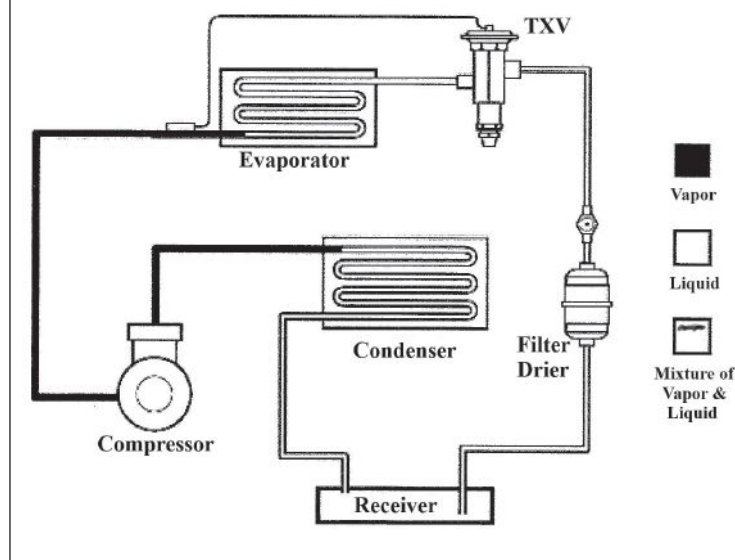 TXV
Evaporator
Vapor
Liquid
Condenser
Filter
Drier
Mixture of
Vapor &
Liquid
Compressor
Receiver